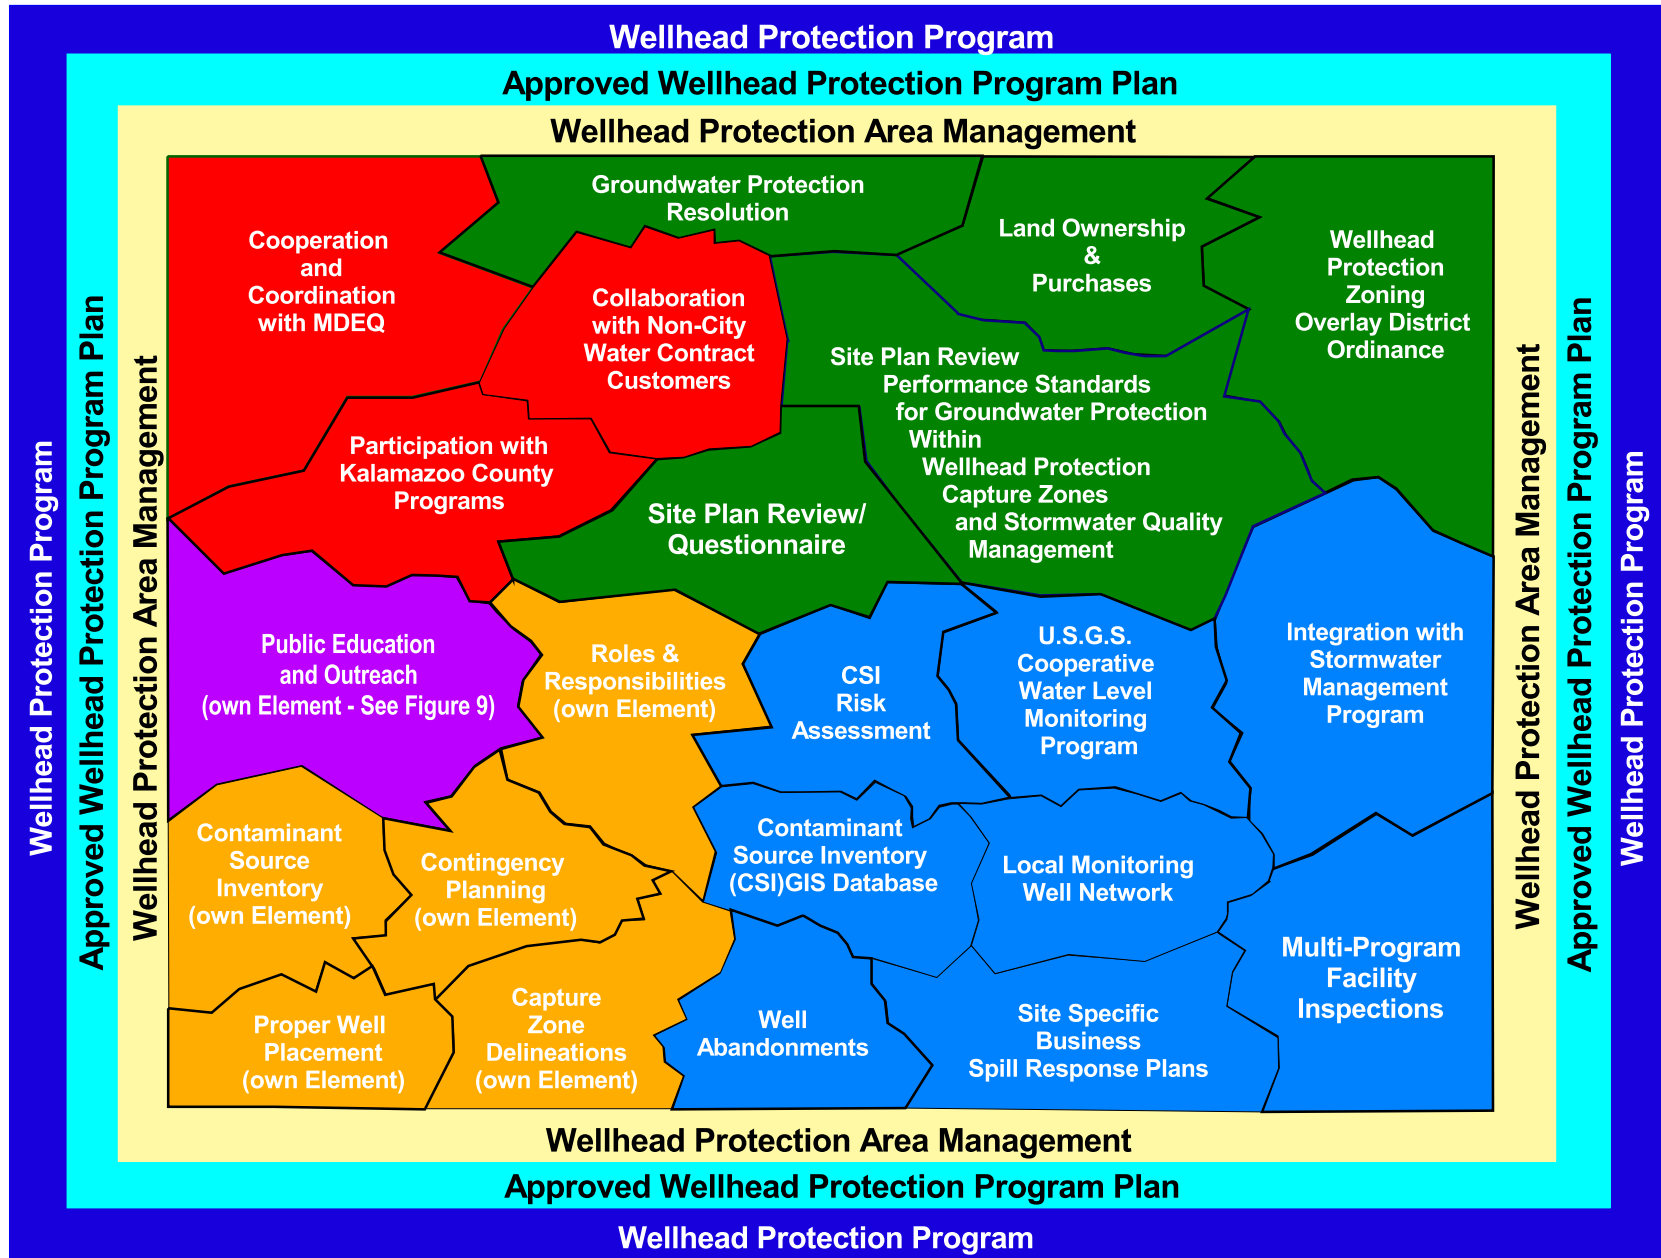 Wellhead Protection Program
Approved Wellhead Protection Program Plan
Wellhead Protection Area Management
Wellhead Protection Program
Approved Wellhead Protection Program Plan
Wellhead Protection Area Management
Cooperation
and
Coordination
with MDEQ
Groundwater Protection
Resolution
Land Ownership
&
Purchases
Wellhead
Protection
Zoning
Overlay District
Ordinance
Collaboration
with Non-City
Water Contract
Customers
Site Plan Review
Performance Standards
for Groundwater Protection
Within
Wellhead Protection
Capture Zones
and Stormwater Quality
Management
Participation with
Kalamazoo County
Programs
Site Plan Review/
Questionnaire
Public Education
and Outreach
(own Element - See Figure 9)
Roles &
Responsibilities
(own Element)
CSI
Risk
Assessment
U.S.G.S.
Cooperative
Water Level
Monitoring
Program
Integration with
Stormwater
Management
Program
Contaminant
Source
Inventory
(own Element)
Contingency
Planning
(own Element)
Contaminant
Source Inventory
(CSI)GIS Database
Local Monitoring
Well Network
Multi-Program
Facility
Inspections
Proper Well
Placement
(own Element)
Capture
Zone
Delineations
(own Element)
Well
Abandonments
Site Specific
Business
Spill Response Plans
Wellhead Protection Area Management
Approved Wellhead Protection Program Plan
Wellhead Protection Program
Wellhead Protection Area Management
Approved Wellhead Protection Program Plan
Wellhead Protection Program